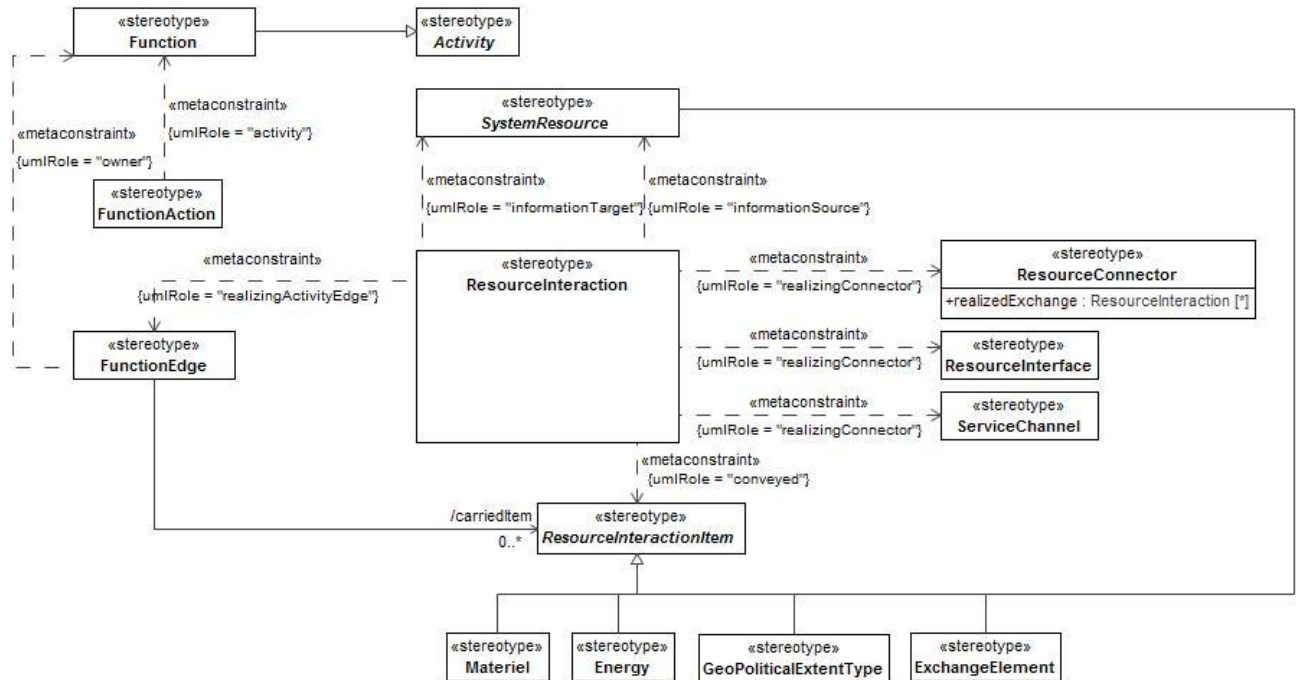 «stereotype»
Function
«stereotype»
Activity
«metaconstraint»
{umlRole = "activity"}
«metaconstraint»
{umlRole = "owner"}
«stereotype»
FunctionAction
«stereotype»
SystemResource
«metaconstraint»
{umlRole = "informationTarget"}
«metaconstraint»
{umlRole = "informationSource"}
«metaconstraint»
{umlRole = "realizingActivityEdge"}
«stereotype»
ResourceInteraction
«metaconstraint»
{umlRole = "realizingConnector"}
«stereotype»
ResourceConnector
+realizedExchange : ResourceInteraction [*]
«stereotype»
FunctionEdge
«metaconstraint»
{umlRole = "realizingConnector"}
«stereotype»
ResourceInterface
«metaconstraint»
{umlRole = "realizingConnector"}
«stereotype»
ServiceChannel
«metaconstraint»
{umlRole = "conveyed"}
/carriedItem
0..*
«stereotype»
ResourceInteractionItem
«stereotype»
Materiel
«stereotype»
Energy
«stereotype»
GeoPoliticalExtentType
«stereotype»
ExchangeElement